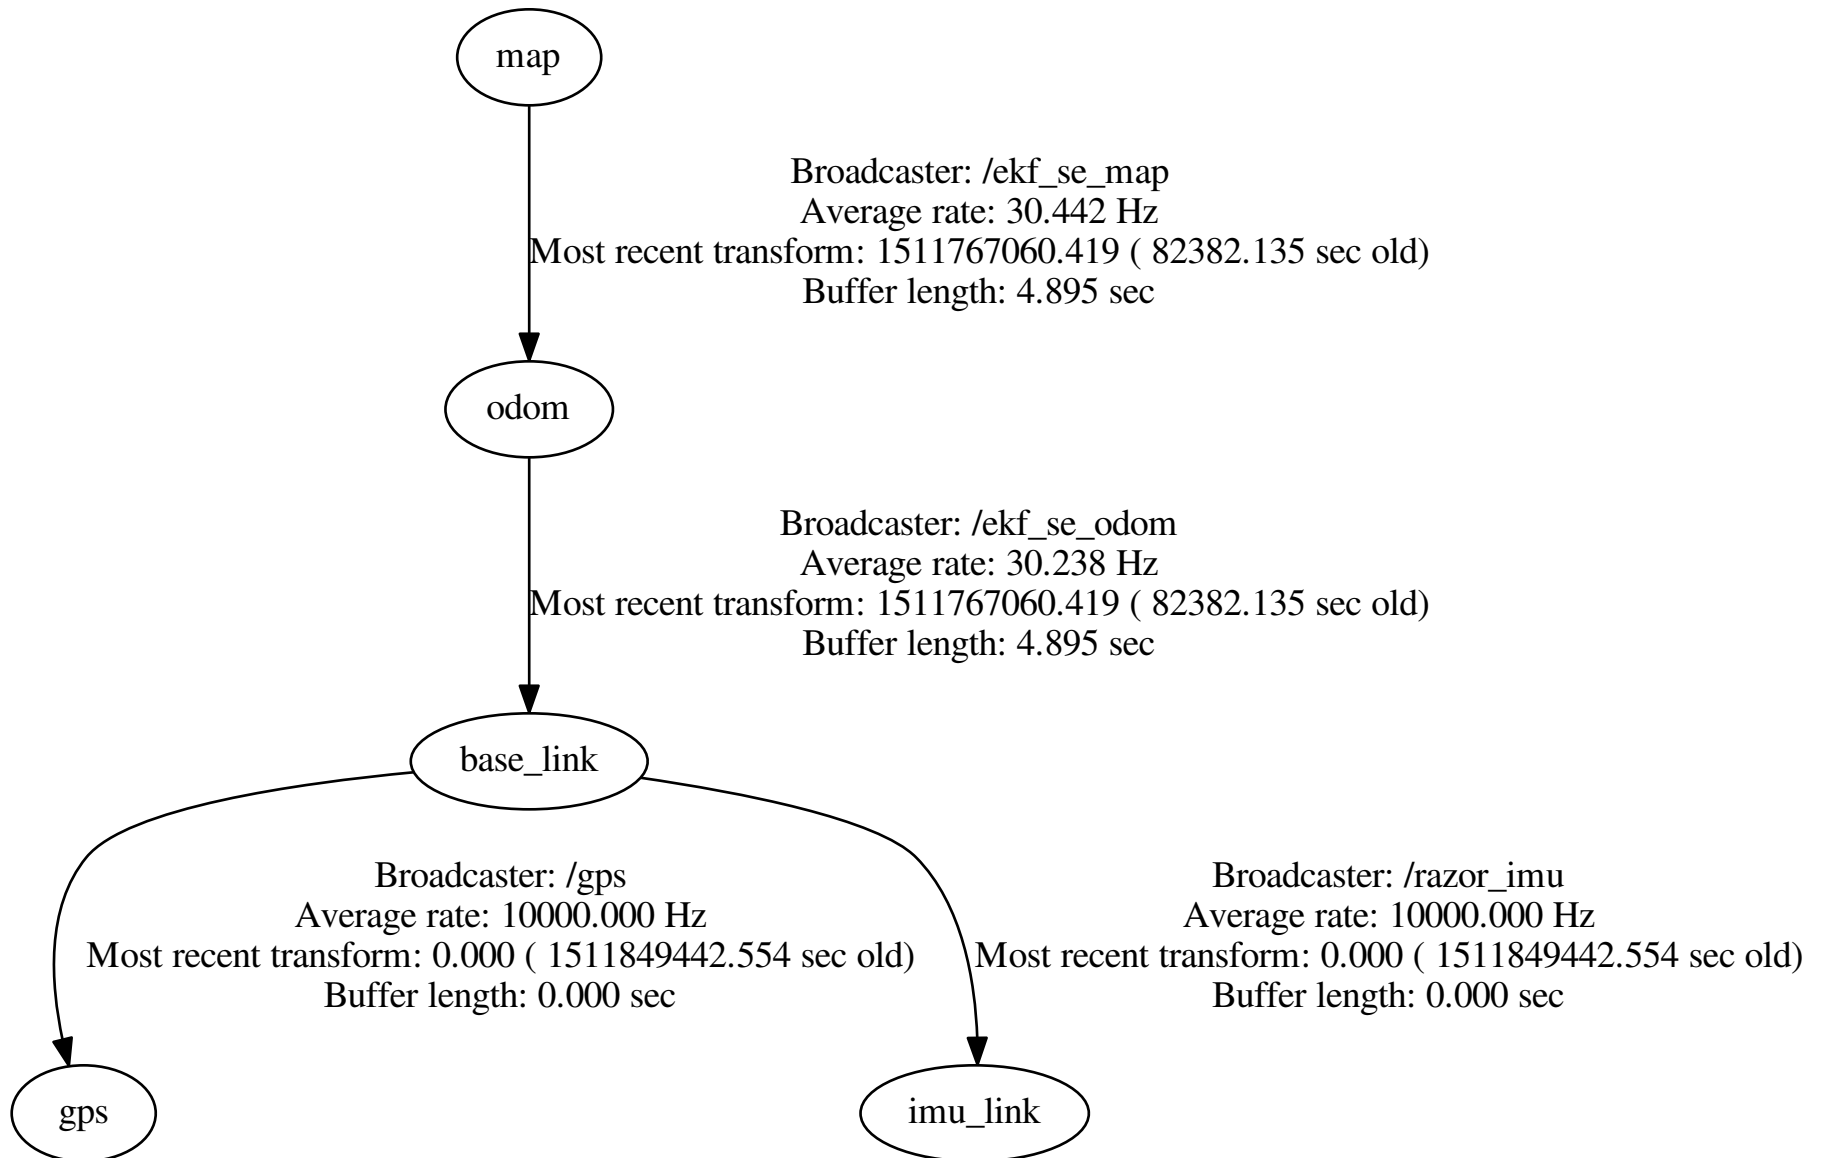 map
Broadcaster: /ekf_se_map
Average rate: 30.442 Hz
Most recent transform: 1511767060.419 ( 82382.135 sec old)
Buffer length: 4.895 sec
odom
Broadcaster: /ekf_se_odom
Average rate: 30.238 Hz
Most recent transform: 1511767060.419 ( 82382.135 sec old)
Buffer length: 4.895 sec
base_link
Broadcaster: /gps
Average rate: 10000.000 Hz
Most recent transform: 0.000 ( 1511849442.554 sec old)
Buffer length: 0.000 sec
Broadcaster: /razor_imu
Average rate: 10000.000 Hz
Most recent transform: 0.000 ( 1511849442.554 sec old)
Buffer length: 0.000 sec
gps
imu_link